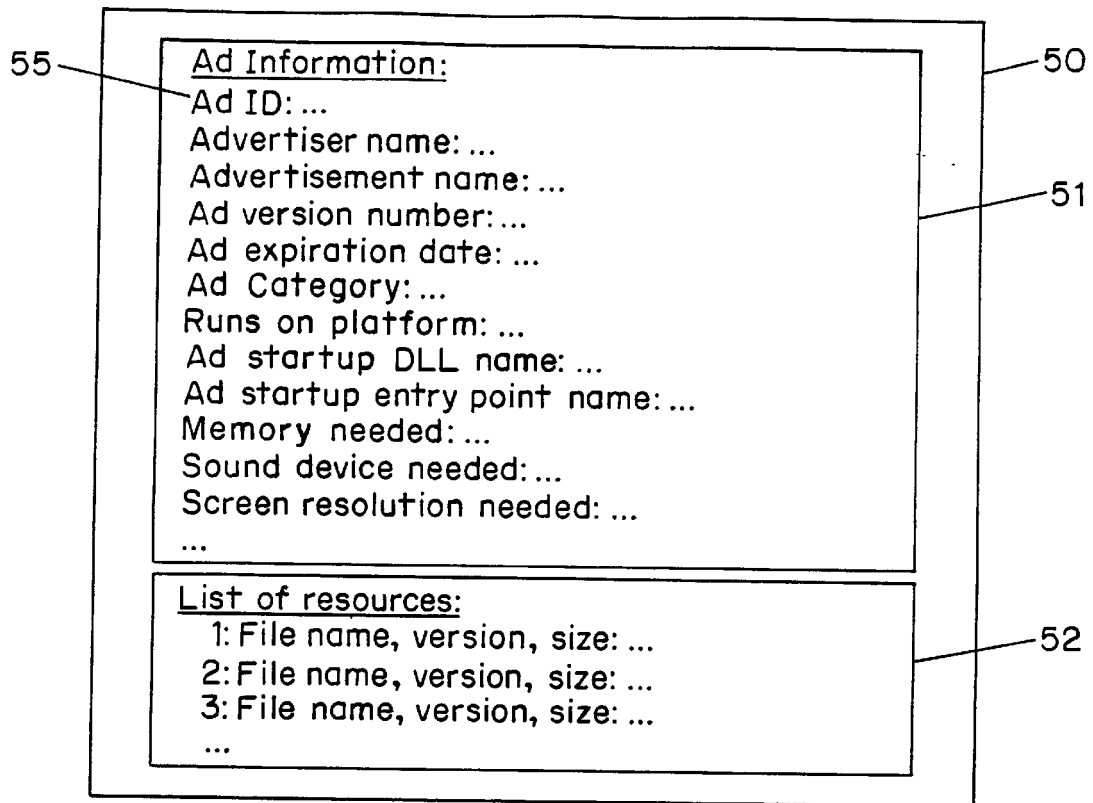 Ad Information:
55
50
Ad ID: ...
Advertiser name: ...
Advertisement name: ...
51
Ad version number: ...
Ad expiration date: ...
Ad Category: ...
Runs on platform: ...
Ad startup DLL name: ...
Ad startup entry point name: ...
Memory needed: ...
Sound device needed: ...
Screen resolution needed: ...
...
List of resources:
1: File name, version, size: ...
52
2: File name, version, size: ...
3: File name, version, size: ...
...